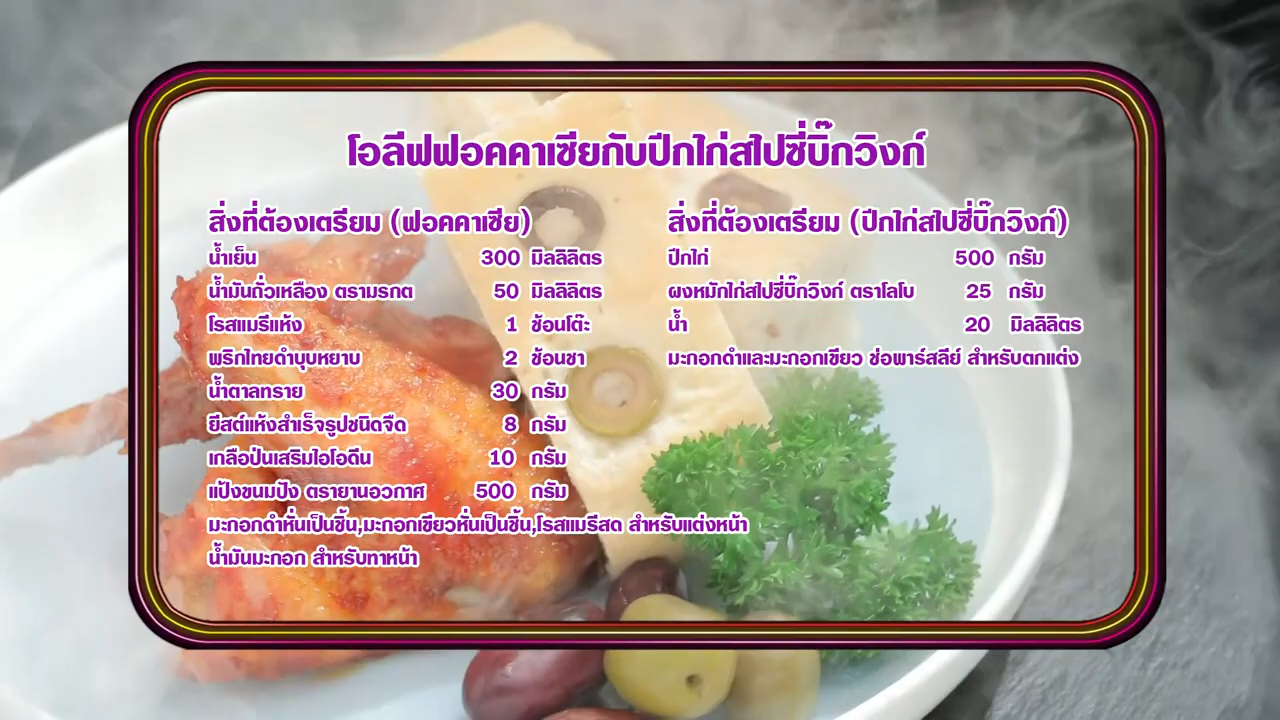 โอลีฟฟอคคาเซียกับปีกไก่สไปซี่บิ๊กวิงก์
สิ่งที่ต้องเตรียม (ฟอคคาเซีย)
น้ำเย็น 300 มิลลิลิตร
น้ำมันถั่วเหลือง ตรามรกต 50 มิลลิลิตร
โรสแมรีแห้ง 1 ช้อนโต๊ะ
พริกไทยดำบุบหยาบ 2 ช้อนชา
น้ำตาลทราย 30 กรัม
ยีสต์แห้งสำเร็จรูปชนิดจืด 8 กรัม
เกลือป่นเสริมไอโอดีน 10 กรัม
แป้งขนมปัง ตรายานอวกาศ 500 กรัม
มะกอกดำหั่นเป็นชิ้น,มะกอกเขียวหั่นเป็นชิ้น,โรสแมรีสด สำหรับแต่งหน้า
น้ำมันมะกอก สำหรับทาหน้า
สิ่งที่ต้องเตรียม (ปีกไก่สไปซี่บิ๊กวิงก์)
ปีกไก่ 500 กรัม
ผงหมักไก่สไปซี่บิ๊กวิงก์ ตราโลโบ 25 กรัม
น้ำ 20 มิลลิลิตร
มะกอกดำและมะกอกเขียว ช่อพาร์สลีย์ สำหรับตกแต่ง